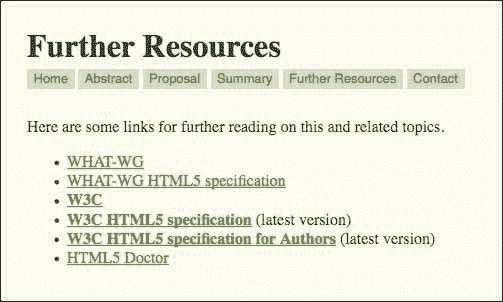 Further Resources
Home Abstract Proposal Summary Further Resources Contact
Here are some links for further reading on this and related topics.
WHAT-WG
WHAT-WG HTML5 specification
W3C
W3C HTML5 specification (latest version)
W3C HTML5 specification for Authors (latest version)
HTML5 Doctor